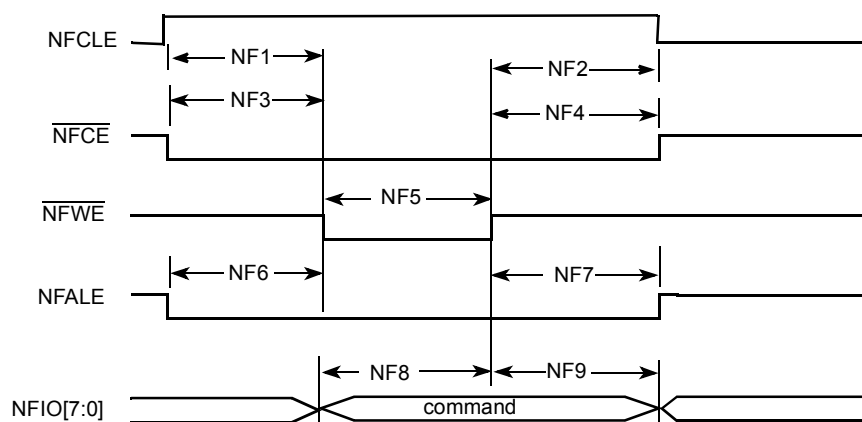 NFCLE
NF1
NF2
NF3
NF4
NFCE
NF5
NFWE
NF6
NF7
NFALE
NF8
NF9
NFIO[7:0]
command